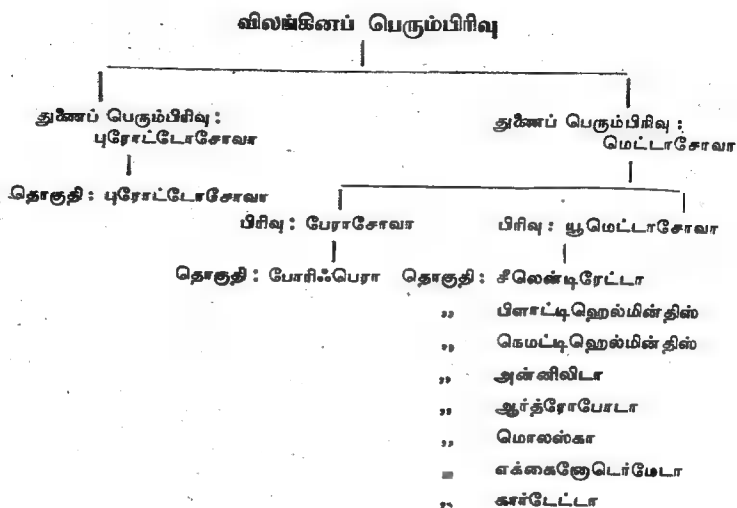 விலங்கினப் பெரும்பிரிவு
துணைப் பெரும்பிரிவு :
புரோட்டோசோவா
துணைப் பெரும்பிரிவு :
மெட்டாசோவா
தொகுதி : புரோட்டோசோவா
பிரிவு : பேராசோவா
பிரிவு : யூமெட்டாசோவா
தொகுதி : போரிஃபெரா
தொகுதி : சீலெண்டிரேட்டா
,, பிளாட்டிஹெல்மின்திஸ்
,, நெமட்டிஹெல்மின்திஸ்
,, அன்னிலிடா
,, ஆர்த்ரோபோடா
,, மொலஸ்கா
,, எக்கைனோடெர்மேடா
,, கார்டேட்டா